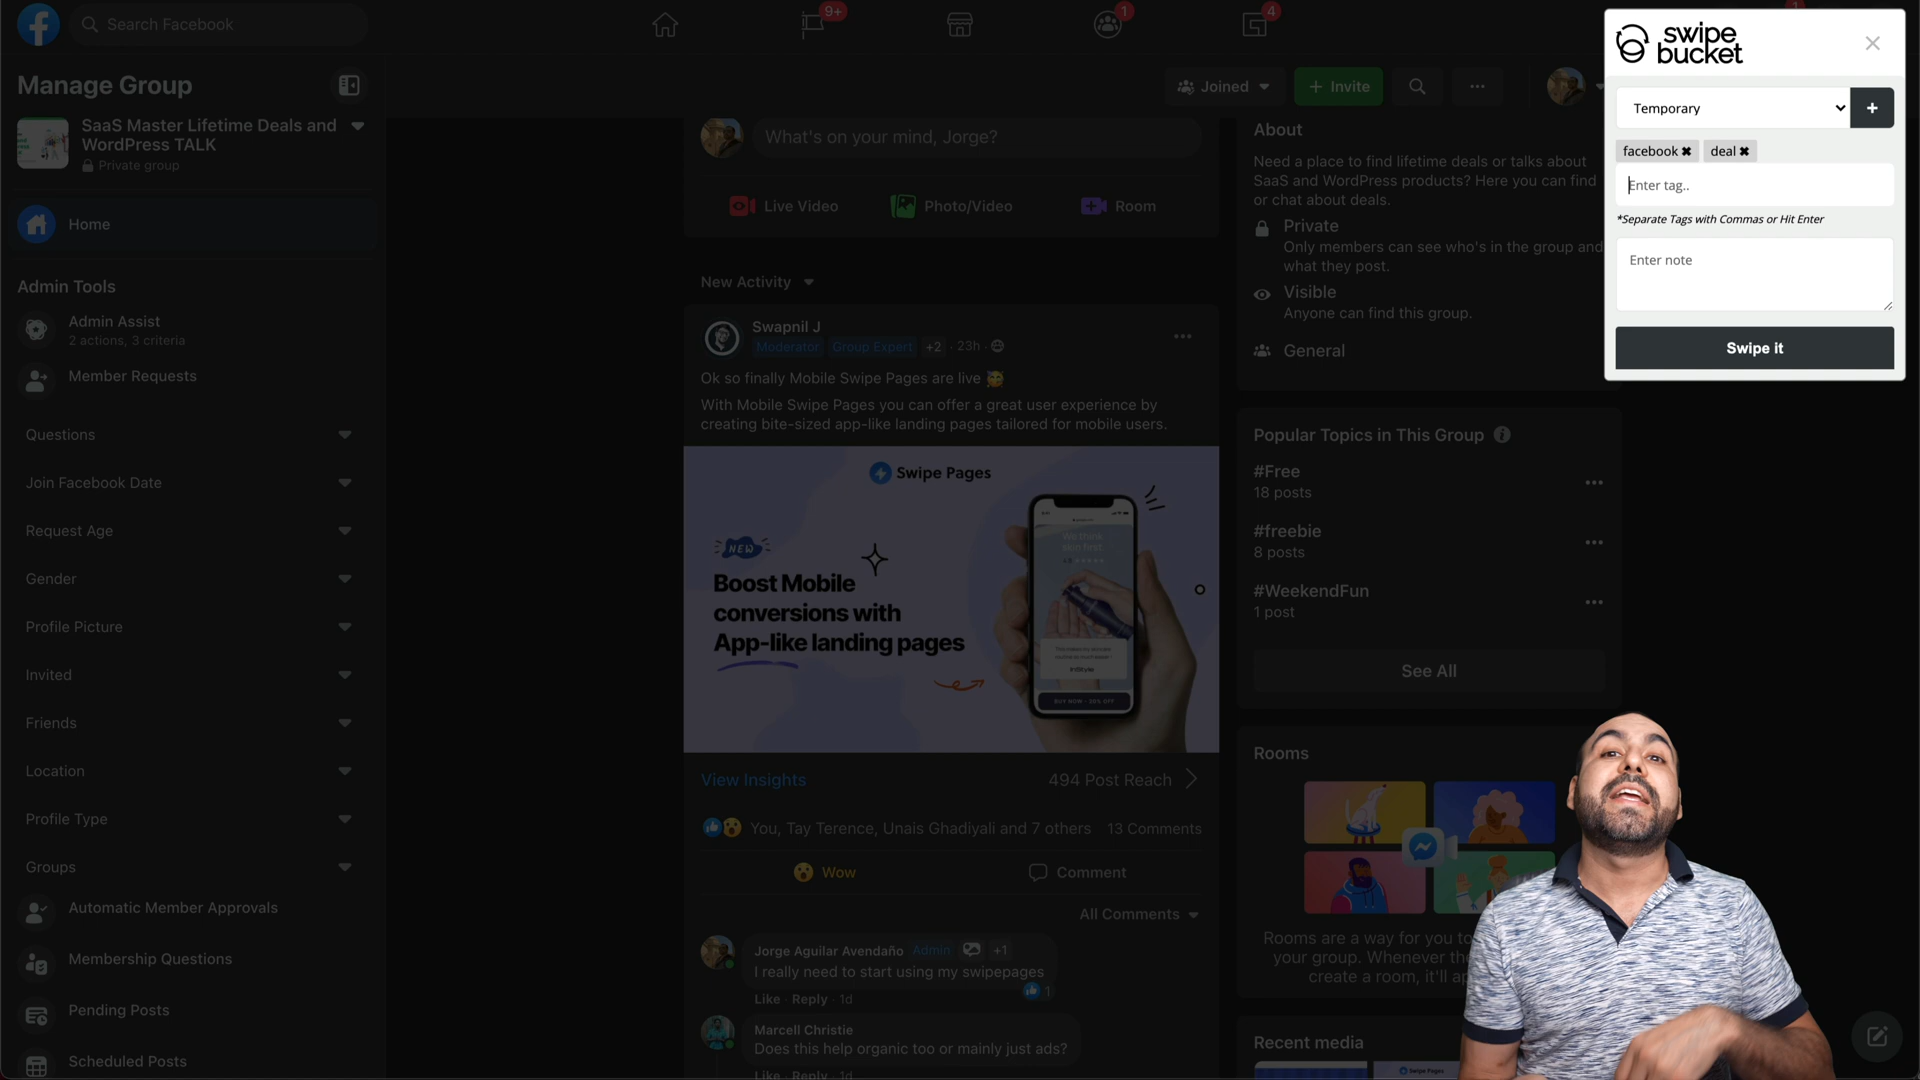 Search Facebook
9+
1
4
1
Manage Group
SaaS Master Lifetime Deals and
WordPress TALK
Private group
Home
Admin Tools
Admin Assist
2 actions, 3 criteria
Member Requests
Questions
Join Facebook Date
Request Age
Gender
Profile Picture
Invited
Friends
Location
Profile Type
Groups
Automatic Member Approvals
Membership Questions
Pending Posts
Scheduled Posts
Joined
+ Invite
What's on your mind, Jorge?
Live Video
Photo/Video
Room
New Activity
Swapnil J
Moderator Group Expert +2 · 23h ·
Ok so finally Mobile Swipe Pages are live
With Mobile Swipe Pages you can offer a great user experience by
creating bite-sized app-like landing pages tailored for mobile users.
Swipe Pages
NEW
Boost Mobile
conversions with
App-like landing pages
We think
skin first.
BUY NOW - 20% OFF
View Insights
494 Post Reach
You, Tay Terence, Unais Ghadiyali and 7 others
13 Comments
Wow
Comment
All Comments
Jorge Aguilar Avendaño Admin +1
I really need to start using my swipepages
1
Like · Reply · 1d
Marcell Christie
Does this help organic too or mainly just ads?
Like · Reply · 1d
About
Need a place to find lifetime deals or talks about
SaaS and WordPress products? Here you can find
or chat about deals.
Private
Only members can see who's in the group and
what they post.
Visible
Anyone can find this group.
General
Popular Topics in This Group
#Free
18 posts
#freebie
8 posts
#WeekendFun
1 post
See All
Rooms
Rooms are a way for you to
your group. Whenever
create a room, it'll
Recent media
Swipe Pages
swipe
bucket
Temporary
+
facebook ✖ deal ✖
Enter tag..
*Separate Tags with Commas or Hit Enter
Enter note
Swipe it